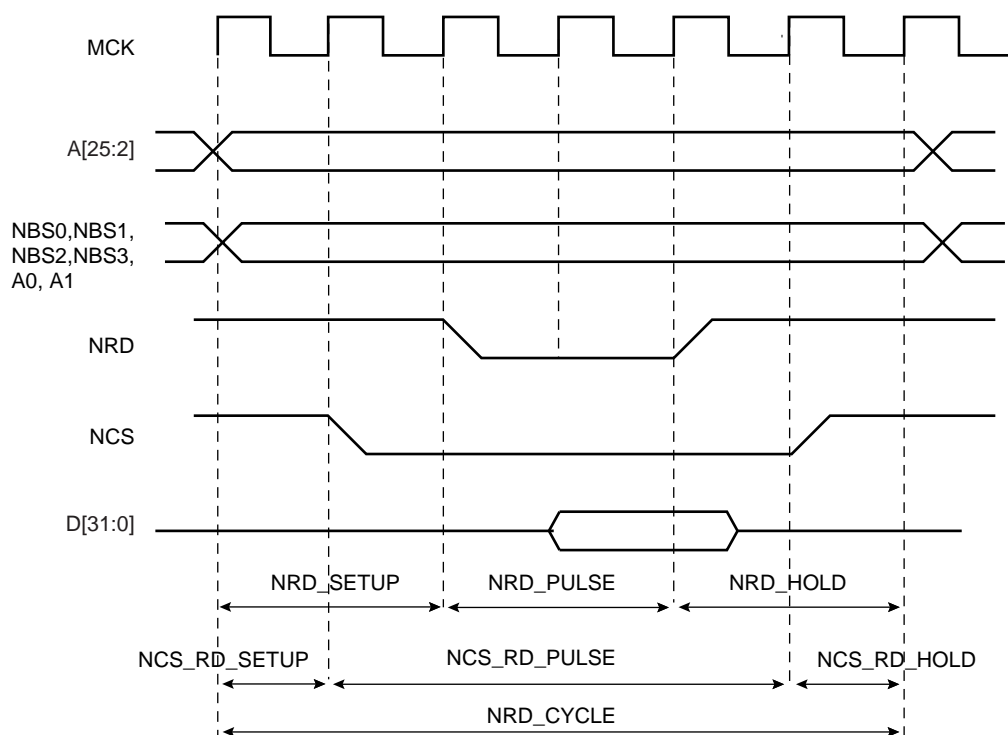 MCK
A[25:2]
NBS0,NBS1,
NBS2,NBS3,
A0, A1
NRD
NCS
D[31:0]
NRD_SETUP NRD_PULSE NRD_HOLD
NCS_RD_SETUP NCS_RD_PULSE NCS_RD_HOLD
NRD_CYCLE